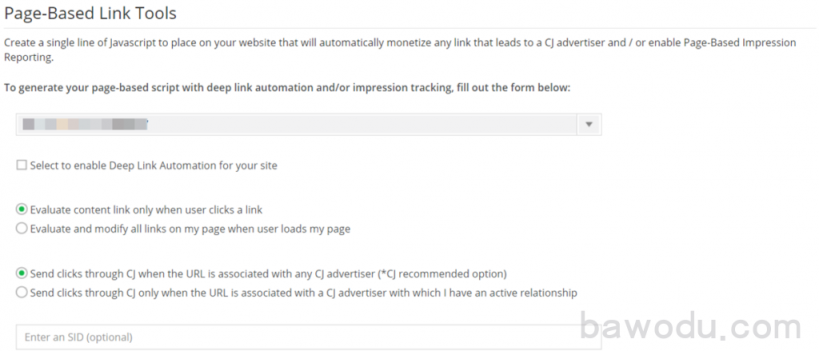 Page-Based Link Tools
Create a single line of Javascript to place on your website that will automatically monetize any link that leads to a CJ advertiser and / or enable Page-Based Impression
Reporting.
To generate your page-based script with deep link automation and/or impression tracking, fill out the form below:
Select to enable Deep Link Automation for your site
Evaluate content link only when user clicks a link
Evaluate and modify all links on my page when user loads my page
Send clicks through CJ when the URL is associated with any CJ advertiser (*CJ recommended option)
Send clicks through CJ only when the URL is associated with a CJ advertiser with which I have an active relationship
Enter an SID (optional)
bawodu.com